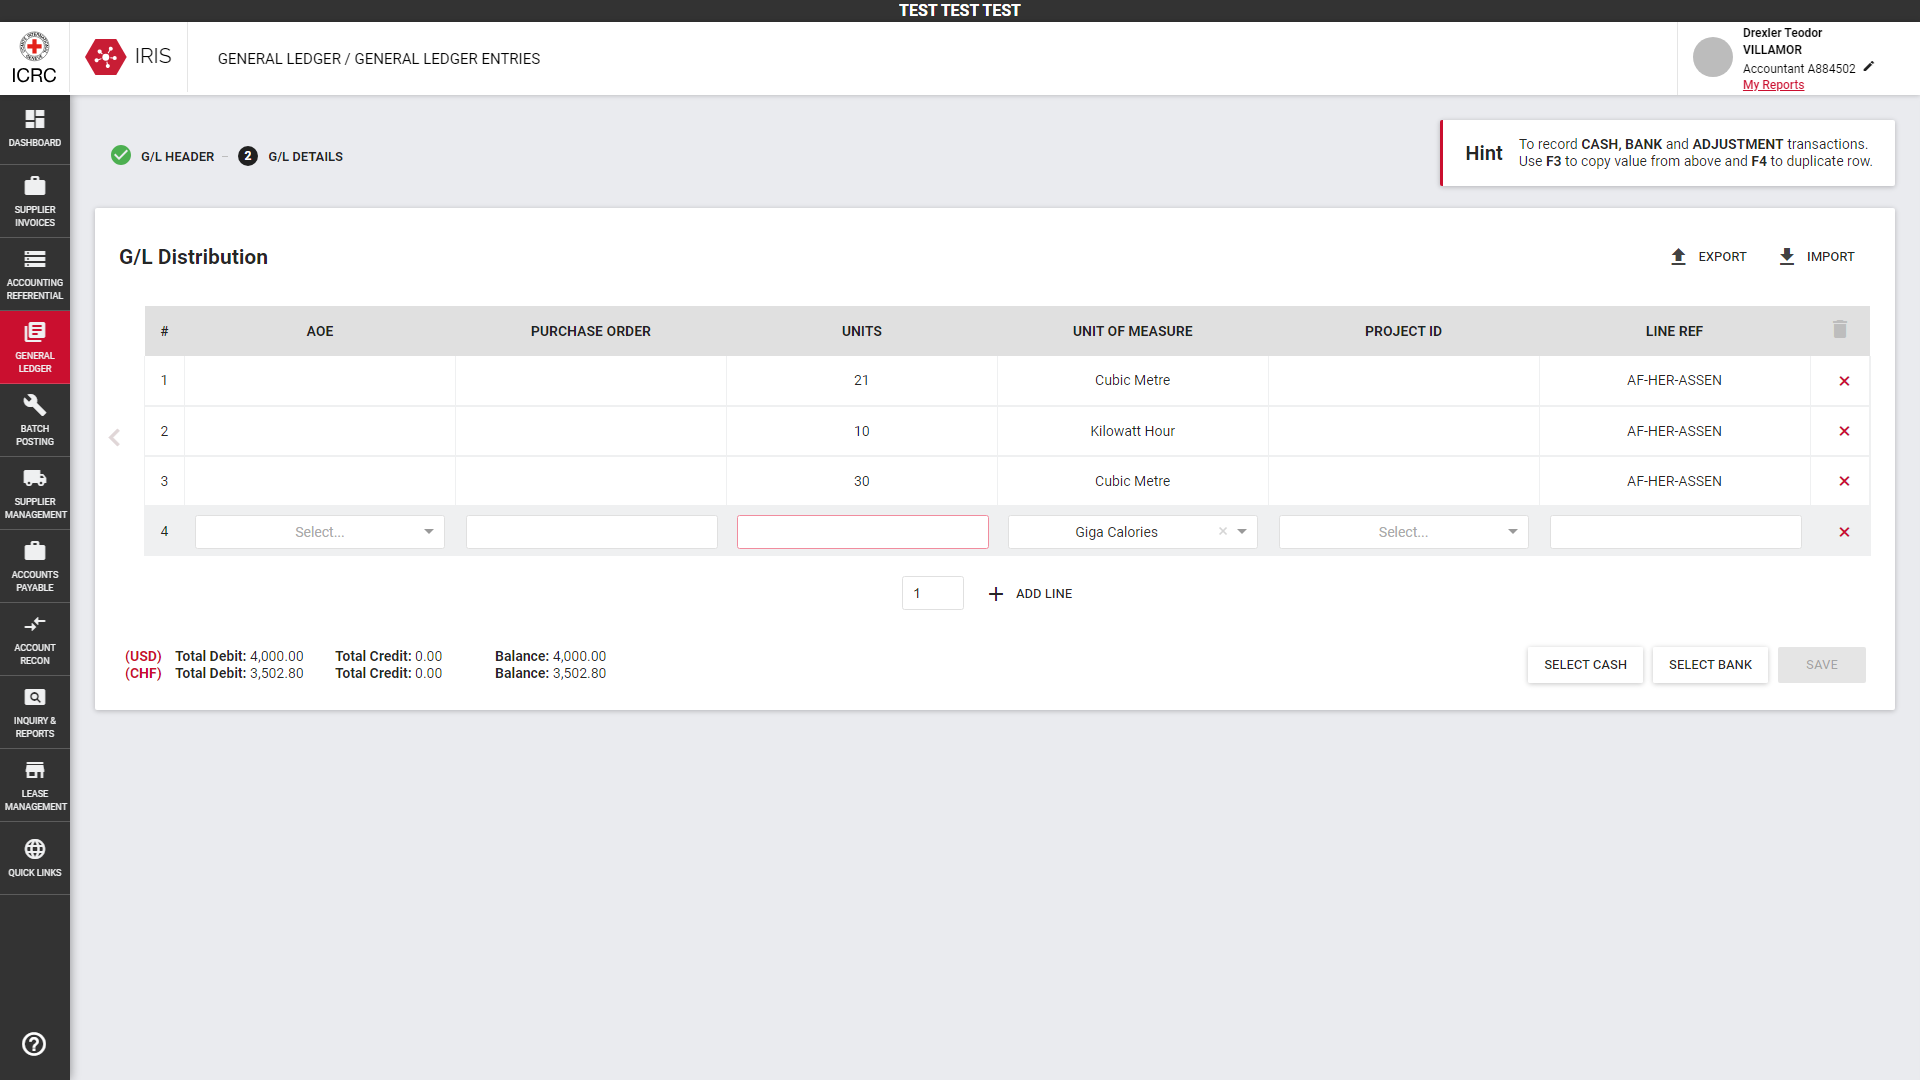 TEST TEST TEST
ICRC
IRIS
GENERAL LEDGER / GENERAL LEDGER ENTRIES
Drexler Teodor
VILLAMOR
Accountant A884502
My Reports
DASHBOARD
SUPPLIER
INVOICES
ACCOUNTING
REFERENTIAL
GENERAL
LEDGER
BATCH
POSTING
SUPPLIER
MANAGEMENT
ACCOUNTS
PAYABLE
ACCOUNT
RECON
INQUIRY &
REPORTS
LEASE
MANAGEMENT
QUICK LINKS
G/L HEADER – 2 G/L DETAILS
Hint
To record CASH, BANK and ADJUSTMENT transactions.
Use F3 to copy value from above and F4 to duplicate row.
G/L Distribution
EXPORT IMPORT
# AOE PURCHASE ORDER UNITS UNIT OF MEASURE PROJECT ID LINE REF
1 21 Cubic Metre AF-HER-ASSEN
2 10 Kilowatt Hour AF-HER-ASSEN
3 30 Cubic Metre AF-HER-ASSEN
4 Select... Giga Calories Select...
1 ADD LINE
(USD) Total Debit: 4,000.00 Total Credit: 0.00 Balance: 4,000.00
(CHF) Total Debit: 3,502.80 Total Credit: 0.00 Balance: 3,502.80
SELECT CASH SELECT BANK SAVE